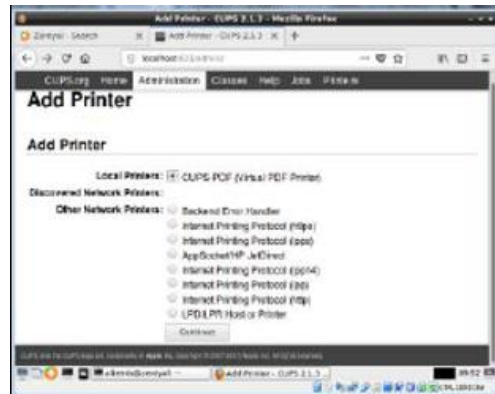 Add Printer - CUPS 2.1.3 - Mozilla Firefox
Zentyal - Search
Add Printer - CUPS 2.1.3
localhost
CUPS.org Home Administration Classes Help Jobs Printers
Add Printer
Add Printer
Local Printers: CUPS-PDF (Virtual PDF Printer)
Discovered Network Printers:
Other Network Printers: Backend Error Handler
Internet Printing Protocol (https)
Internet Printing Protocol (ipps)
AppSocket/HP JetDirect
Internet Printing Protocol (ipp14)
Internet Printing Protocol (ipp)
Internet Printing Protocol (http)
LPD/LPR Host or Printer
Continue
Add Printer - CUPS 2.1.3